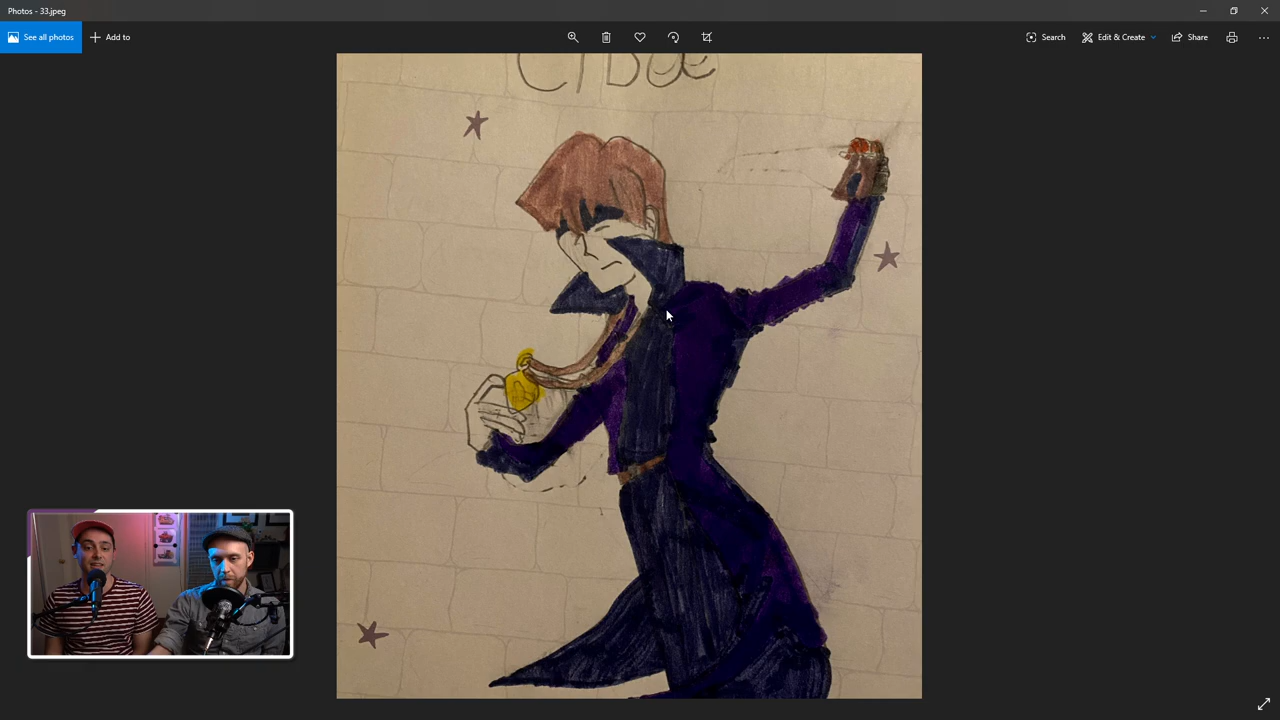 Photos - 33.jpeg
See all photos
Add to
Search
Edit & Create
Share